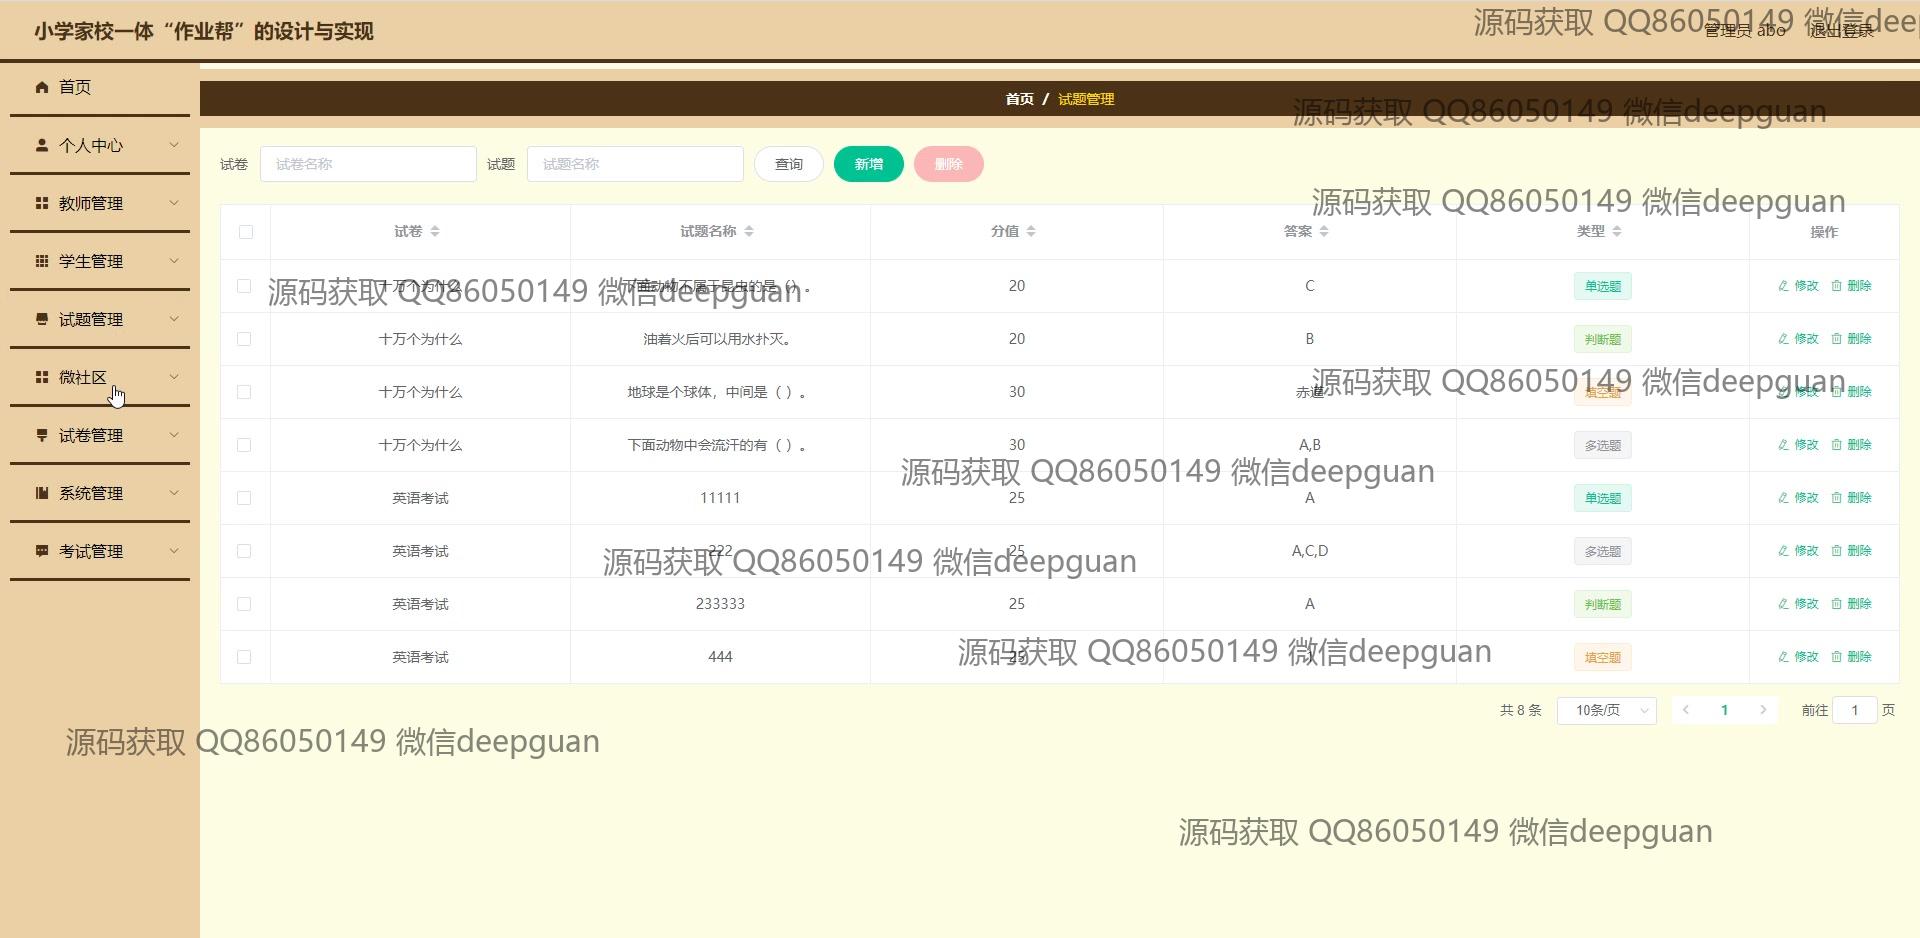 小学家校一体“作业帮”的设计与实现
源码获取 QQ86050149 微信deep
管理员 abo 退出登录
首页
个人中心
教师管理
学生管理
试题管理
微社区
试卷管理
系统管理
考试管理
首页 / 试题管理
源码获取 QQ86050149 微信deepguan
试卷 试卷名称 试题 试题名称 查询 新增 删除
源码获取 QQ86050149 微信deepguan
试卷 试题名称 分值 答案 类型 操作
十万个为什么 下面动物不属于昆虫的是（）。 20 C 单选题 修改 删除
源码获取 QQ86050149 微信deepguan
十万个为什么 油着火后可以用水扑灭。 20 B 判断题 修改 删除
源码获取 QQ86050149 微信deepguan
十万个为什么 地球是个球体，中间是（ ）。 30 赤道 填空题 修改 删除
十万个为什么 下面动物中会流汗的有（ ）。 30 A,B 多选题 修改 删除
源码获取 QQ86050149 微信deepguan
英语考试 11111 25 A 单选题 修改 删除
英语考试 222 25 A,C,D 多选题 修改 删除
源码获取 QQ86050149 微信deepguan
英语考试 233333 25 A 判断题 修改 删除
源码获取 QQ86050149 微信deepguan
英语考试 444 25 填空题 修改 删除
共 8 条 10条/页 1 前往 1 页
源码获取 QQ86050149 微信deepguan
源码获取 QQ86050149 微信deepguan